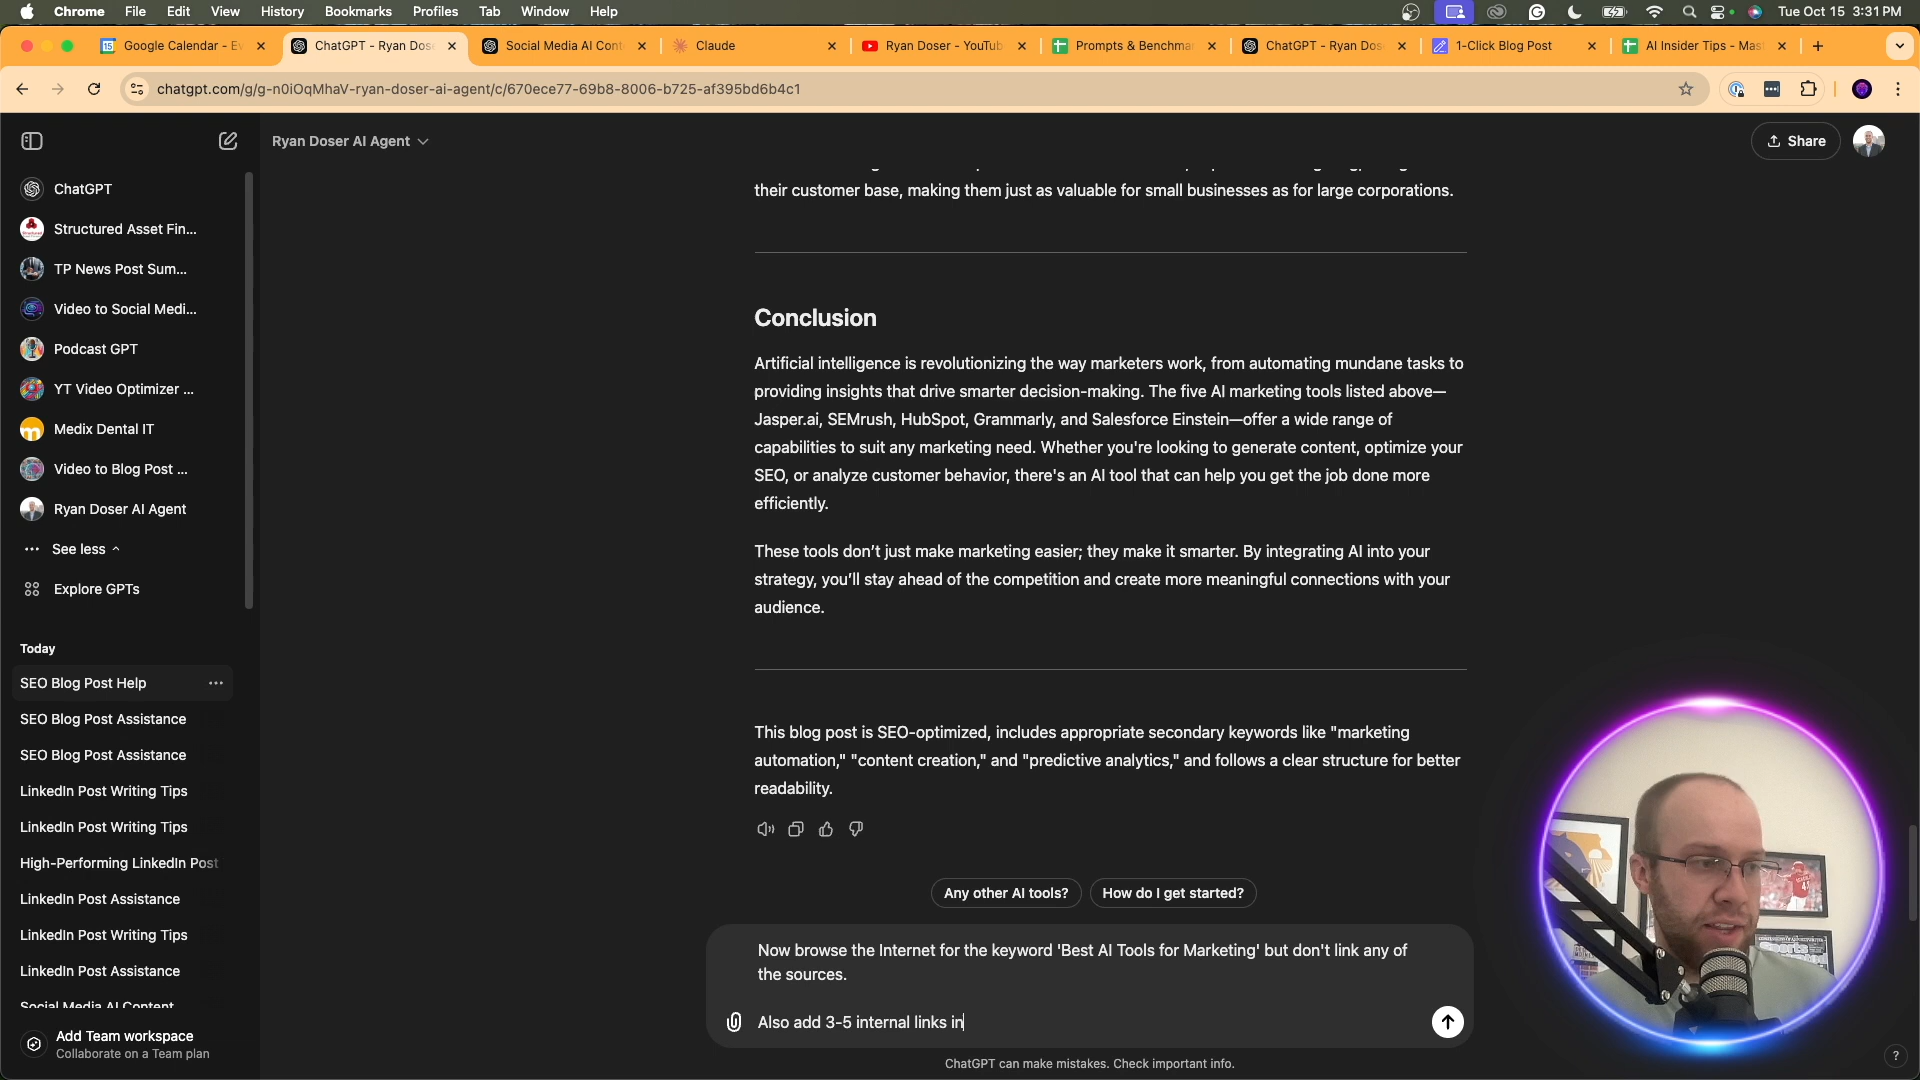 Chrome File Edit View History Bookmarks Profiles Tab Window Help Tue Oct 15 3:31 PM
Google Calendar - Ev ChatGPT - Ryan Dose Social Media AI Cont Claude Ryan Doser - YouTub Prompts & Benchmar ChatGPT - Ryan Dos 1-Click Blog Post AI Insider Tips - Mas
chatgpt.com/g/g-n0iOqMhaV-ryan-doser-ai-agent/c/670ece77-69b8-8006-b725-af395bd6b4c1
Ryan Doser AI Agent
Share
ChatGPT
Structured Asset Fin...
TP News Post Sum...
Video to Social Medi...
Podcast GPT
YT Video Optimizer ...
Medix Dental IT
Video to Blog Post ...
Ryan Doser AI Agent
See less
Explore GPTs
Today
SEO Blog Post Help
SEO Blog Post Assistance
SEO Blog Post Assistance
LinkedIn Post Writing Tips
LinkedIn Post Writing Tips
High-Performing LinkedIn Post
LinkedIn Post Assistance
LinkedIn Post Writing Tips
LinkedIn Post Assistance
Social Media AI Content
Add Team workspace
Collaborate on a Team plan
their customer base, making them just as valuable for small businesses as for large corporations.
Conclusion
Artificial intelligence is revolutionizing the way marketers work, from automating mundane tasks to
providing insights that drive smarter decision-making. The five AI marketing tools listed above—
Jasper.ai, SEMrush, HubSpot, Grammarly, and Salesforce Einstein—offer a wide range of
capabilities to suit any marketing need. Whether you're looking to generate content, optimize your
SEO, or analyze customer behavior, there's an AI tool that can help you get the job done more
efficiently.
These tools don’t just make marketing easier; they make it smarter. By integrating AI into your
strategy, you’ll stay ahead of the competition and create more meaningful connections with your
audience.
This blog post is SEO-optimized, includes appropriate secondary keywords like "marketing
automation," "content creation," and "predictive analytics," and follows a clear structure for better
readability.
Any other AI tools? How do I get started?
Now browse the Internet for the keyword 'Best AI Tools for Marketing' but don't link any of
the sources.
Also add 3-5 internal links in
ChatGPT can make mistakes. Check important info.
?